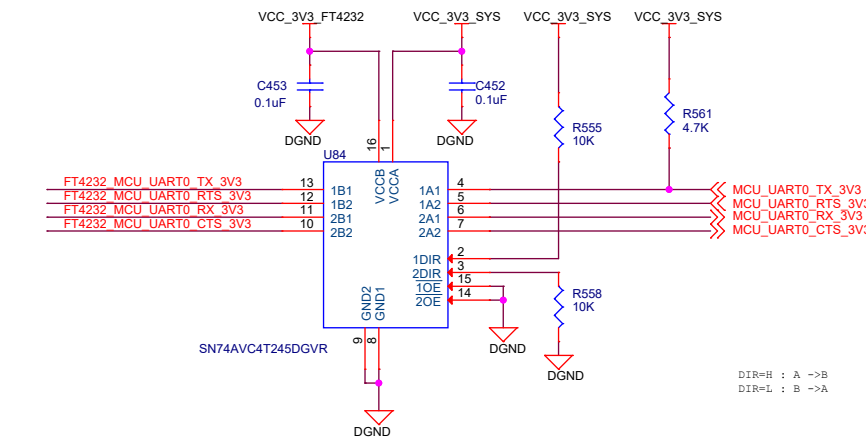 VCC_3V3_FT4232
VCC_3V3_SYS
VCC_3V3_SYS
VCC_3V3_SYS
C453
0.1uF
C452
0.1uF
R555
10K
R561
4.7K
DGND
DGND
16
1
U84
VCCB
VCCA
FT4232_MCU_UART0_TX_3V3
13
1B1
1A1
4
MCU_UART0_TX_3V3
FT4232_MCU_UART0_RTS_3V3
12
1B2
1A2
5
MCU_UART0_RTS_3V3
FT4232_MCU_UART0_RX_3V3
11
2B1
2A1
6
MCU_UART0_RX_3V3
FT4232_MCU_UART0_CTS_3V3
10
2B2
2A2
7
MCU_UART0_CTS_3V3
1DIR
2
2DIR
3
1OE
15
2OE
14
R558
10K
GND2
GND1
9
8
SN74AVC4T245DGVR
DGND
DGND
DGND
DIR=H : A ->B
DIR=L : B ->A